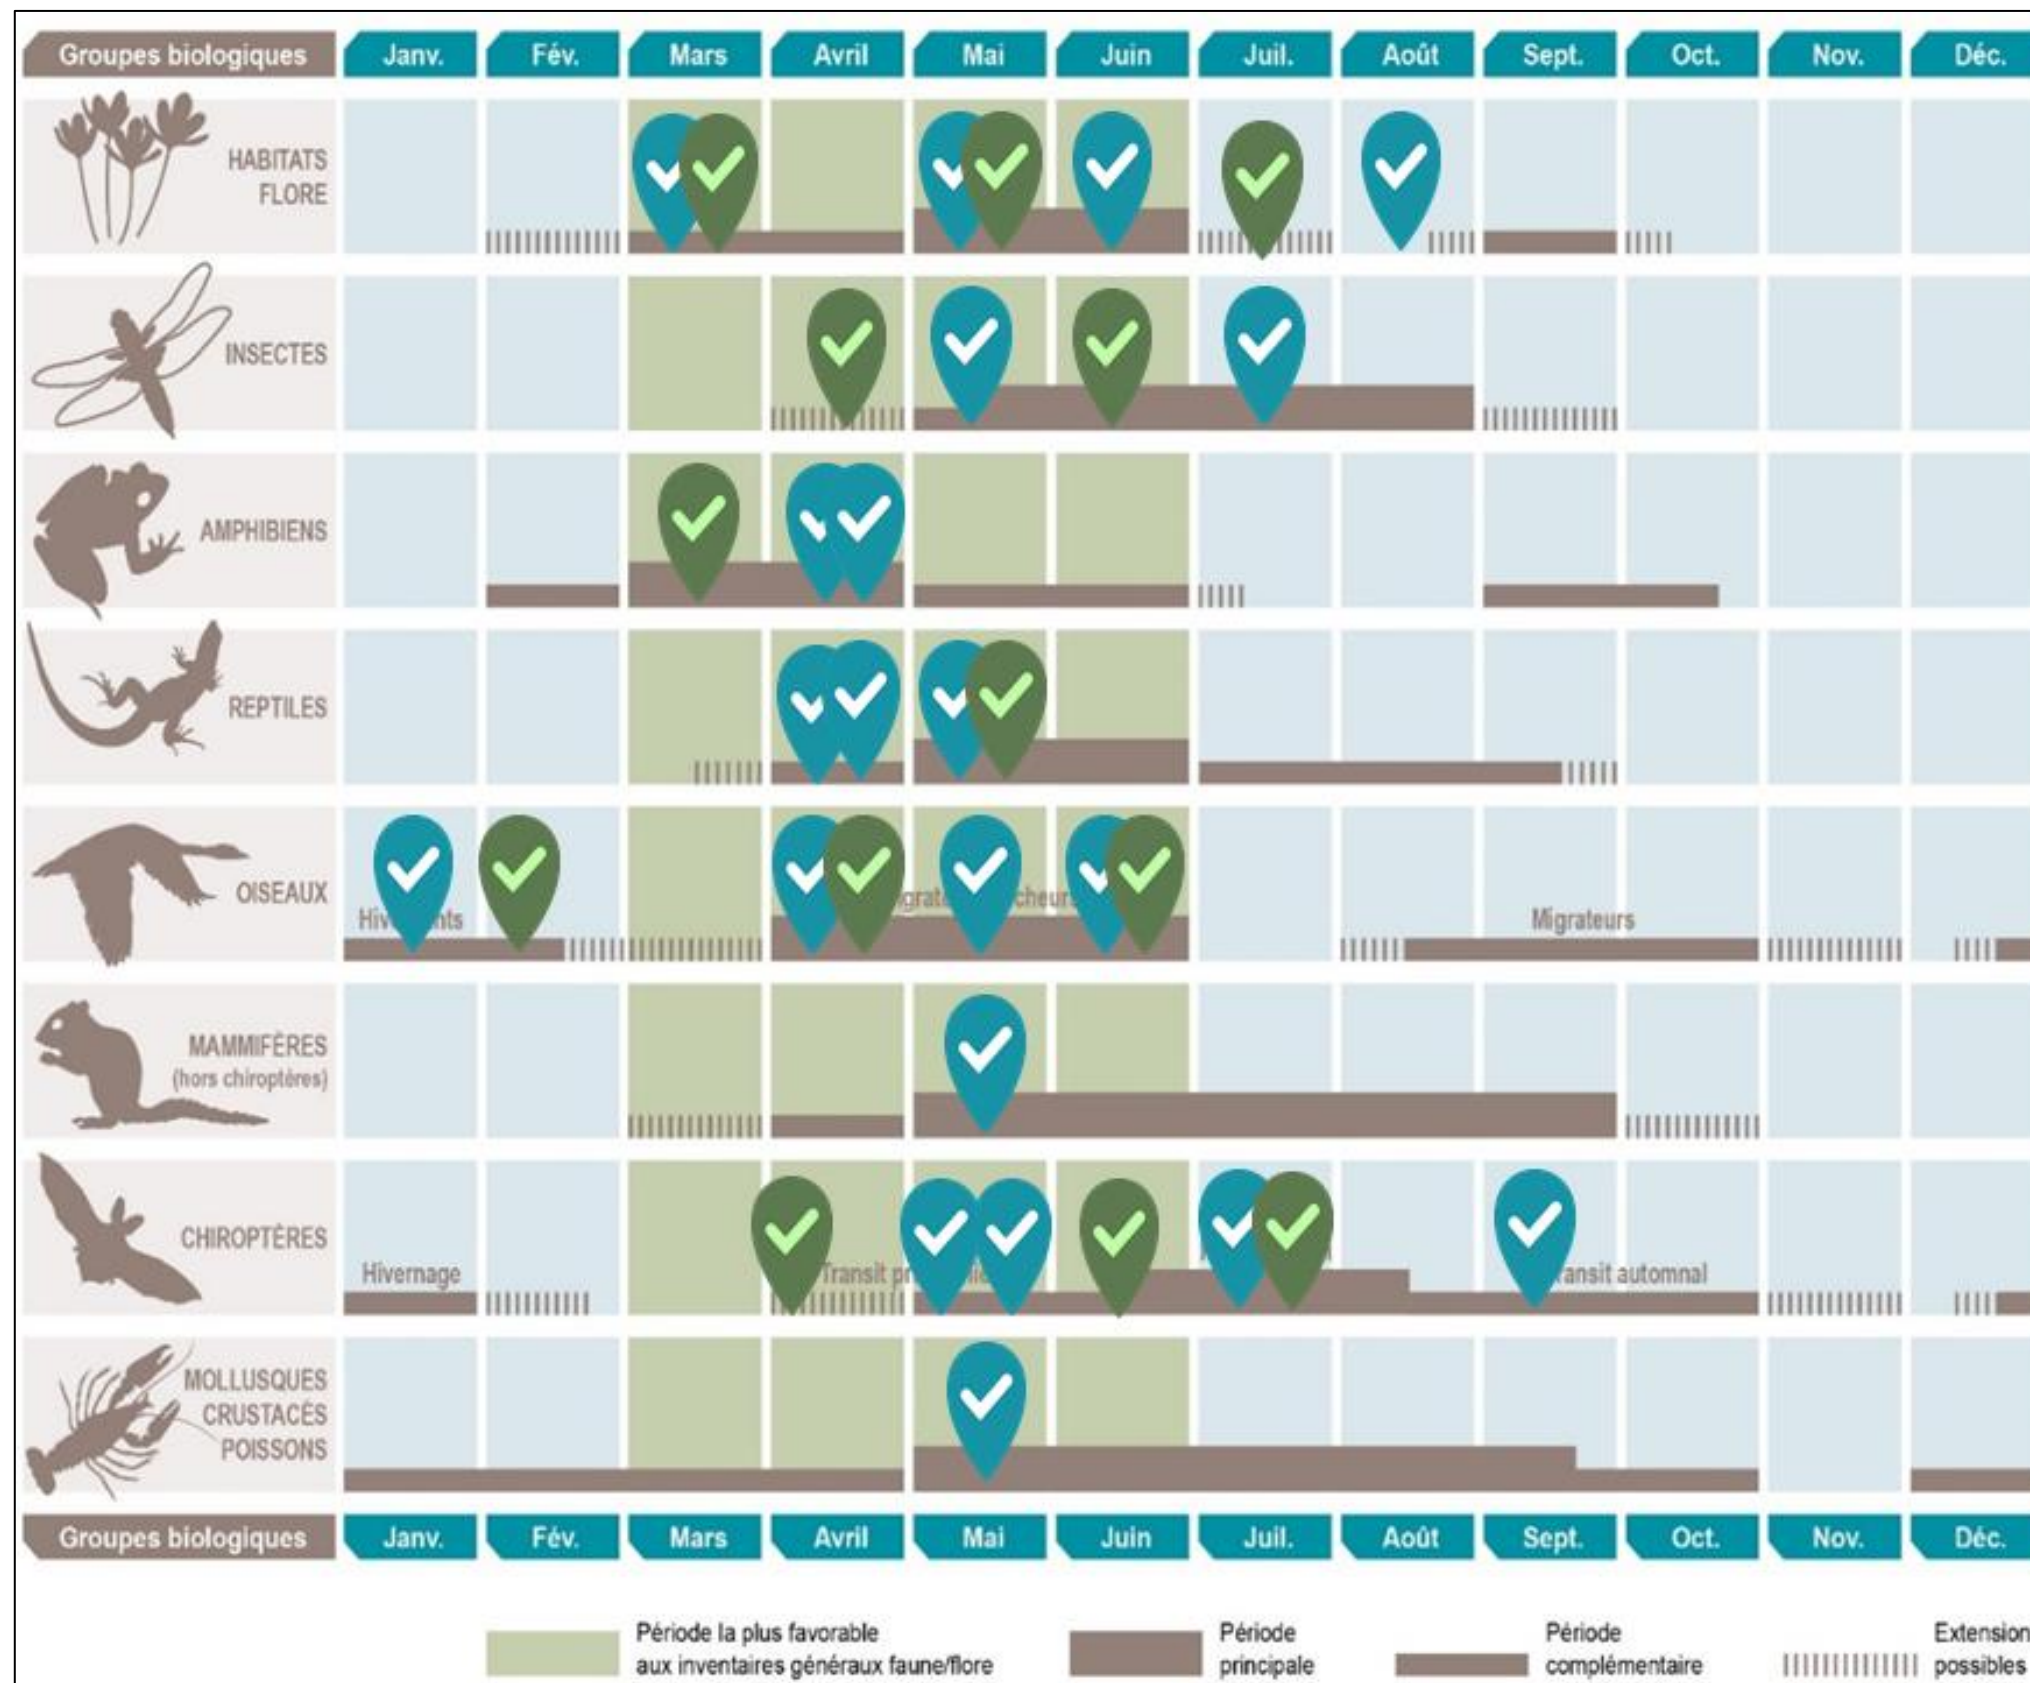 Groupes biologiques Janv. Fév. Mars Avril Mai Juin Juil. Août Sept. Oct. Nov. Déc.
HABITATS
FLORE
INSECTES
AMPHIBIENS
REPTILES
OISEAUX
Migrateurs
MAMMIFÈRES
(hors chiroptères)
CHIROPTÈRES
Hivernage
Transit
automnal
MOLLUSQUES
CRUSTACÉS
POISSONS
Groupes biologiques Janv. Fév. Mars Avril Mai Juin Juil. Août Sept. Oct. Nov. Déc.
Période la plus favorable
aux inventaires généraux faune/flore
Période
principale
Période
complémentaire
Extension
possibles